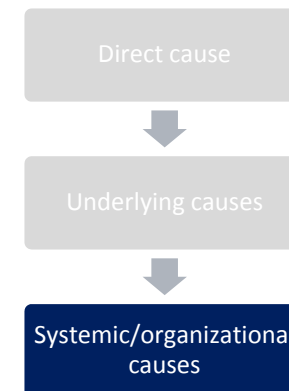 Direct cause
Underlying causes
Systemic/organizationa
causes